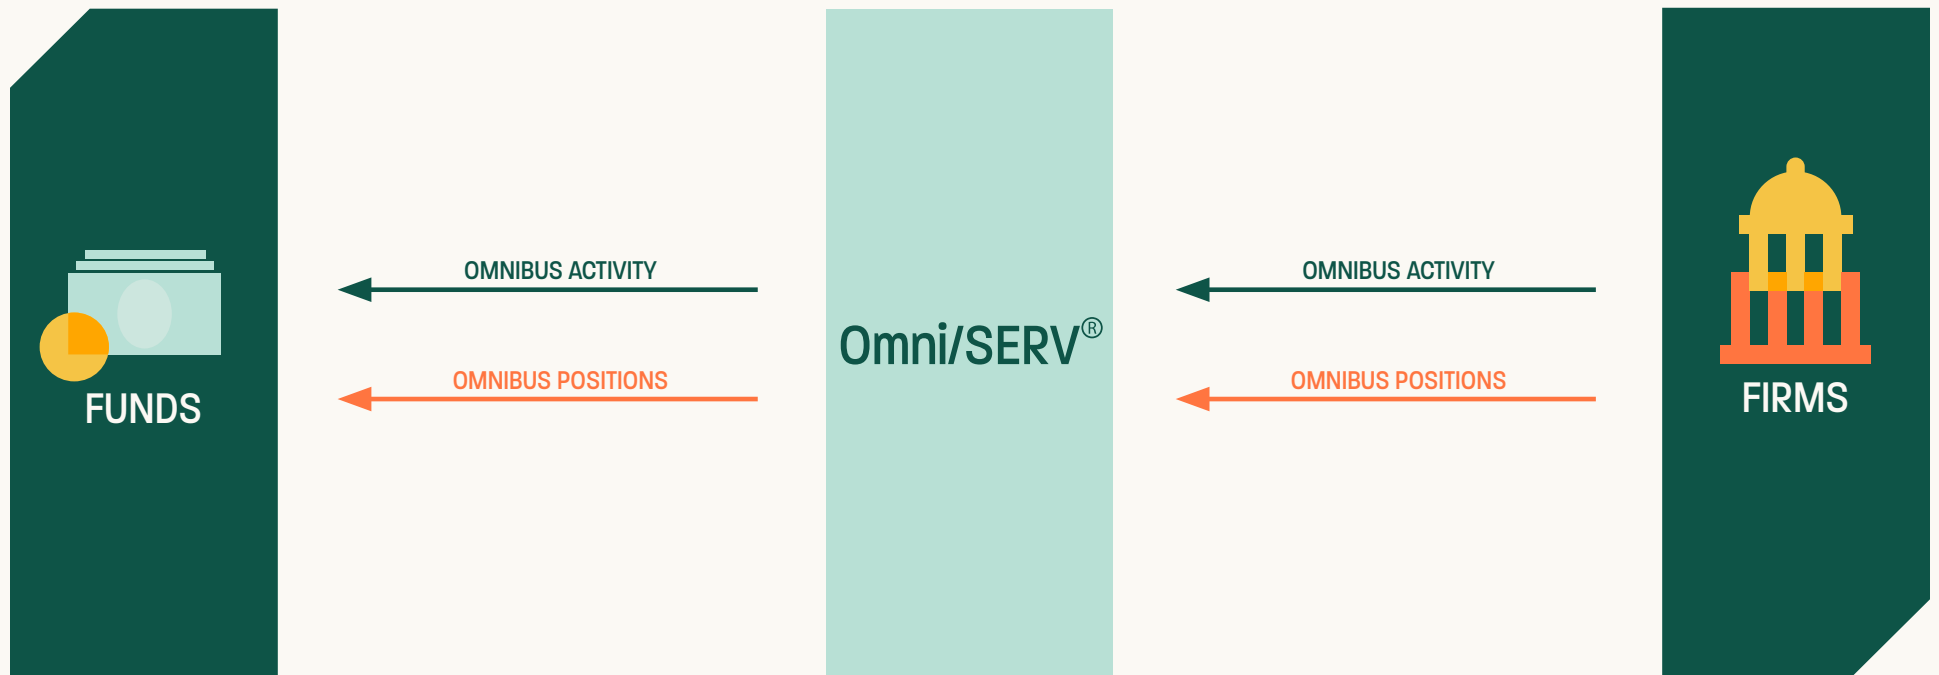 FUNDS
OMNIBUS ACTIVITY
OMNIBUS POSITIONS
Omni/SERV®
OMNIBUS ACTIVITY
OMNIBUS POSITIONS
FIRMS